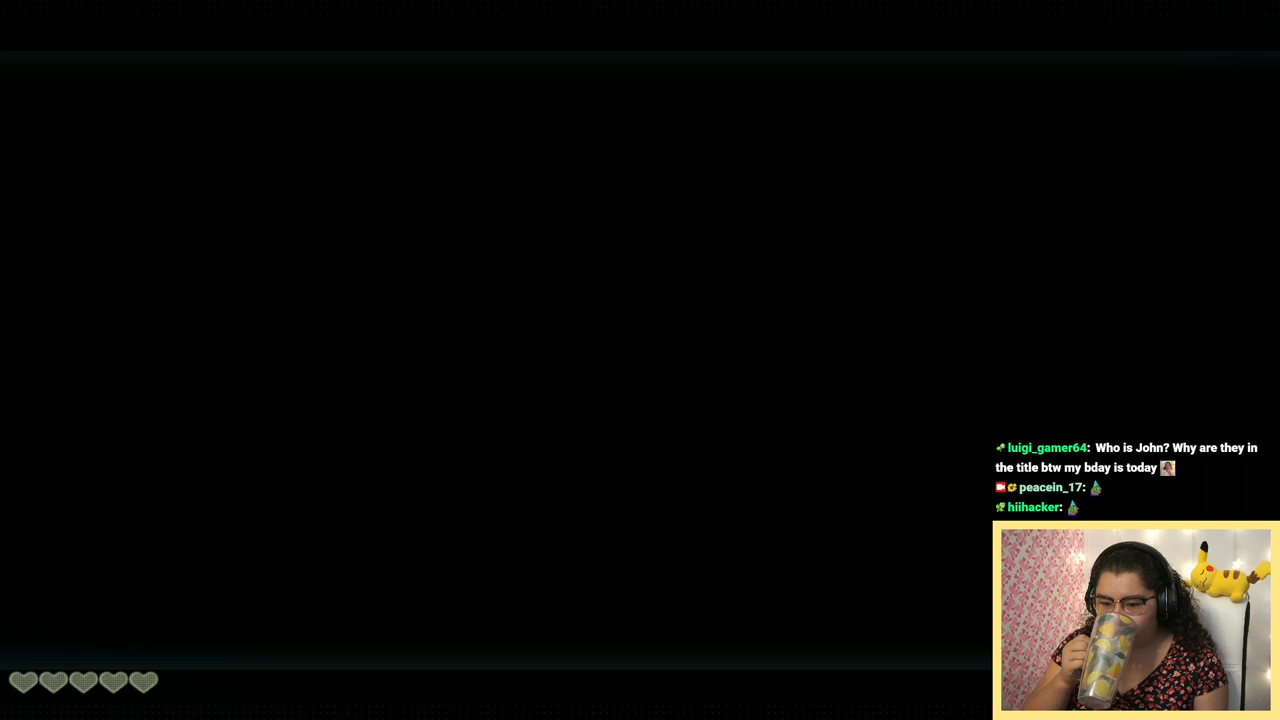 luigi_gamer64: Who is John? Why are they in
the title btw my bday is today
peacein_17:
hiihacker: